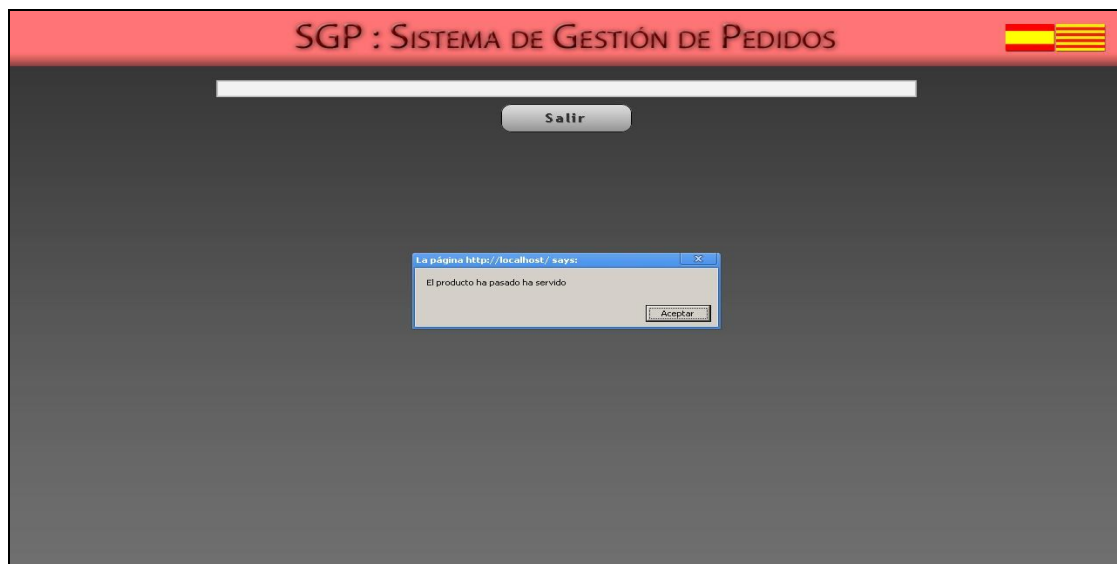 SGP : SISTEMA DE GESTIÓN DE PEDIDOS
Salir
La página http://localhost/ says:
El producto ha pasado ha servido
Aceptar